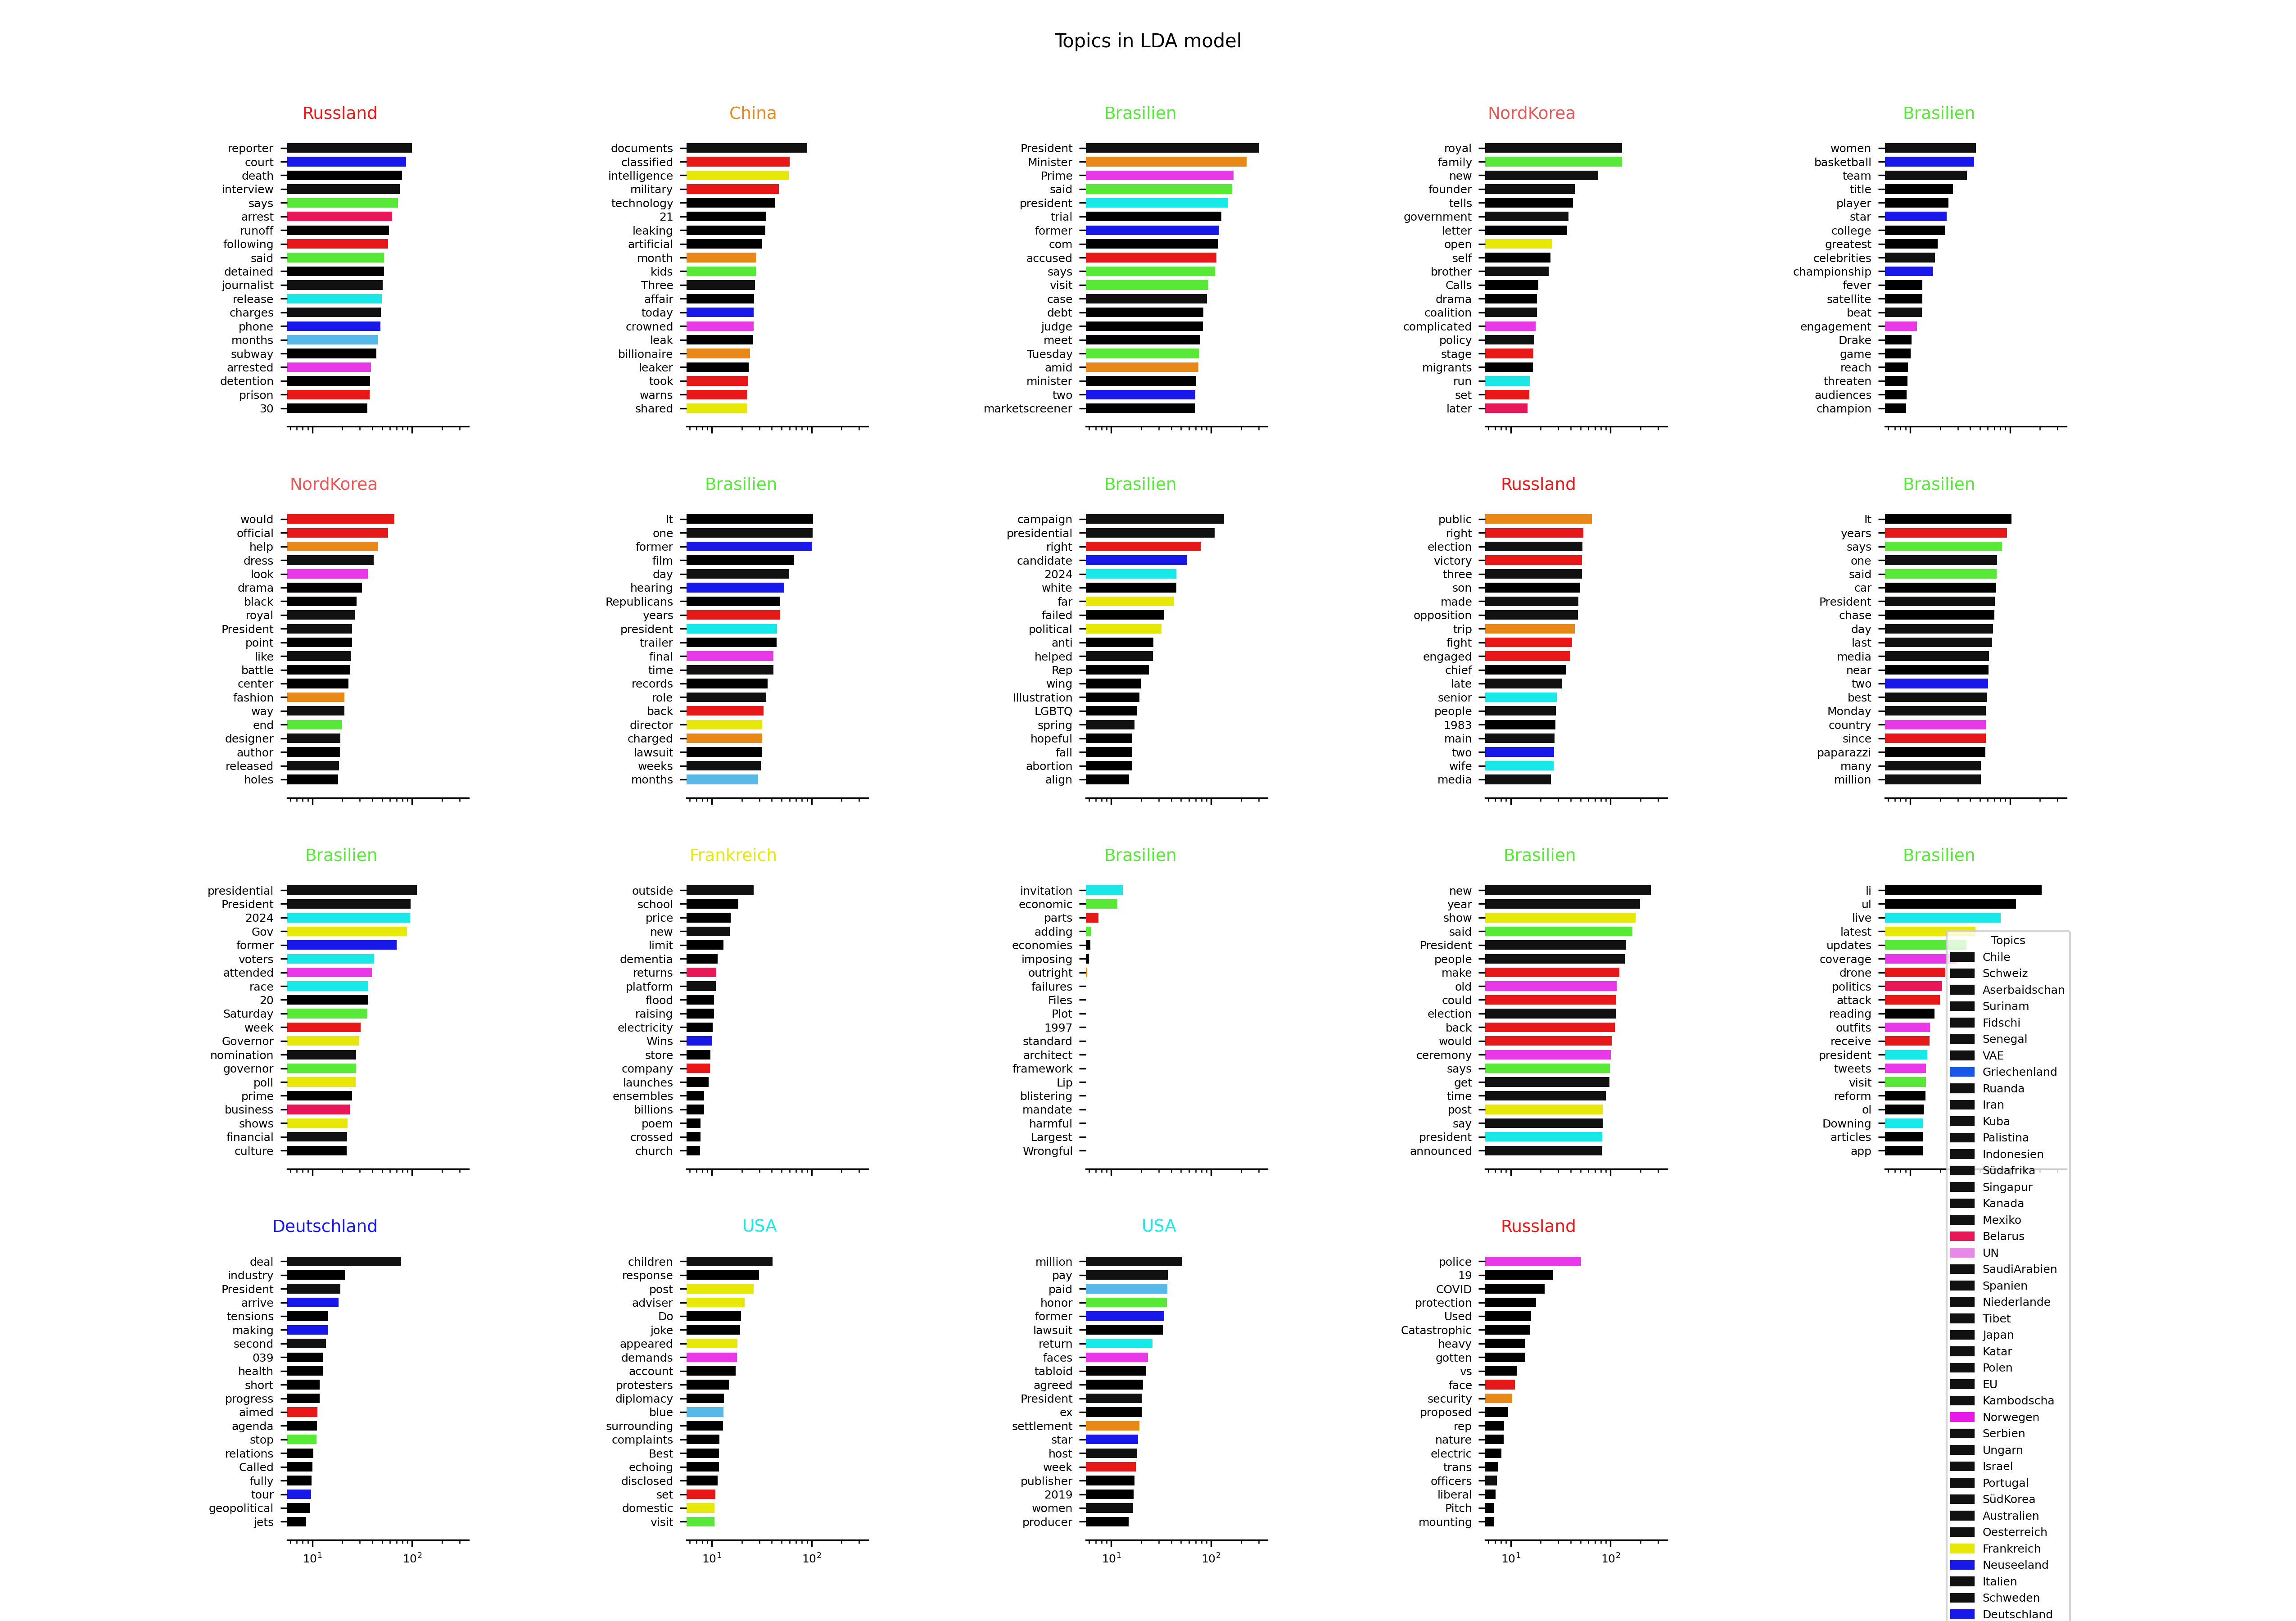 Topics in LDA model
Russland
reporter
court
death
interview
says
arrest
runoff
following
said
detained
journalist
release
charges
phone
months
subway
arrested
detention
prison
30
China
documents
classified
intelligence
military
technology
21
leaking
artificial
month
kids
Three
affair
today
crowned
leak
billionaire
leaker
took
warns
shared
Brasilien
President
Minister
Prime
said
president
trial
former
com
accused
says
visit
case
debt
judge
meet
Tuesday
amid
minister
two
marketscreener
NordKorea
royal
family
new
founder
tells
government
letter
open
self
brother
Calls
drama
coalition
complicated
policy
stage
migrants
run
set
later
Brasilien
women
basketball
team
title
player
star
college
greatest
celebrities
championship
fever
satellite
beat
engagement
Drake
game
reach
threaten
audiences
champion
NordKorea
would
official
help
dress
look
drama
black
royal
President
point
like
battle
center
fashion
way
end
designer
author
released
holes
Brasilien
It
one
former
film
day
hearing
Republicans
years
president
trailer
final
time
records
role
back
director
charged
lawsuit
weeks
months
Brasilien
campaign
presidential
right
candidate
2024
white
far
failed
political
anti
helped
Rep
wing
Illustration
LGBTQ
spring
hopeful
fall
abortion
align
Russland
public
right
election
victory
three
son
made
opposition
trip
fight
engaged
chief
late
senior
people
1983
main
two
wife
media
Brasilien
It
years
says
one
said
car
President
chase
day
last
media
near
two
best
Monday
country
since
paparazzi
many
million
Brasilien
presidential
President
2024
Gov
former
voters
attended
race
20
Saturday
week
Governor
nomination
governor
poll
prime
business
shows
financial
culture
Frankreich
outside
school
price
new
limit
dementia
returns
platform
flood
raising
electricity
Wins
store
company
launches
ensembles
billions
poem
crossed
church
Brasilien
invitation
economic
parts
adding
economies
imposing
outright
failures
Files
Plot
1997
standard
architect
framework
Lip
blistering
mandate
harmful
Largest
Wrongful
Brasilien
new
year
show
said
President
people
make
old
could
election
back
would
ceremony
says
get
time
post
say
president
announced
Brasilien
li
ul
live
latest
updates
coverage
drone
politics
attack
reading
outfits
receive
president
tweets
visit
reform
ol
Downing
articles
app
Deutschland
deal
industry
President
arrive
tensions
making
second
039
health
short
progress
aimed
agenda
stop
relations
Called
fully
tour
geopolitical
jets
10¹ 10²
USA
children
response
post
adviser
Do
joke
appeared
demands
account
protesters
diplomacy
blue
surrounding
complaints
Best
echoing
disclosed
set
domestic
visit
10¹ 10²
USA
million
pay
paid
honor
former
lawsuit
return
faces
tabloid
agreed
President
ex
settlement
star
host
week
publisher
2019
women
producer
10¹ 10²
Russland
police
19
COVID
protection
Used
Catastrophic
heavy
gotten
vs
face
security
proposed
rep
nature
electric
trans
officers
liberal
Pitch
mounting
10¹ 10²
Topics
Chile
Schweiz
Aserbaidschan
Surinam
Fidschi
Senegal
VAE
Griechenland
Ruanda
Iran
Kuba
Palistina
Indonesien
Südafrika
Singapur
Kanada
Mexiko
Belarus
UN
SaudiArabien
Spanien
Niederlande
Tibet
Japan
Katar
Polen
EU
Kambodscha
Norwegen
Serbien
Ungarn
Israel
Portugal
SüdKorea
Australien
Oesterreich
Frankreich
Neuseeland
Italien
Schweden
Deutschland